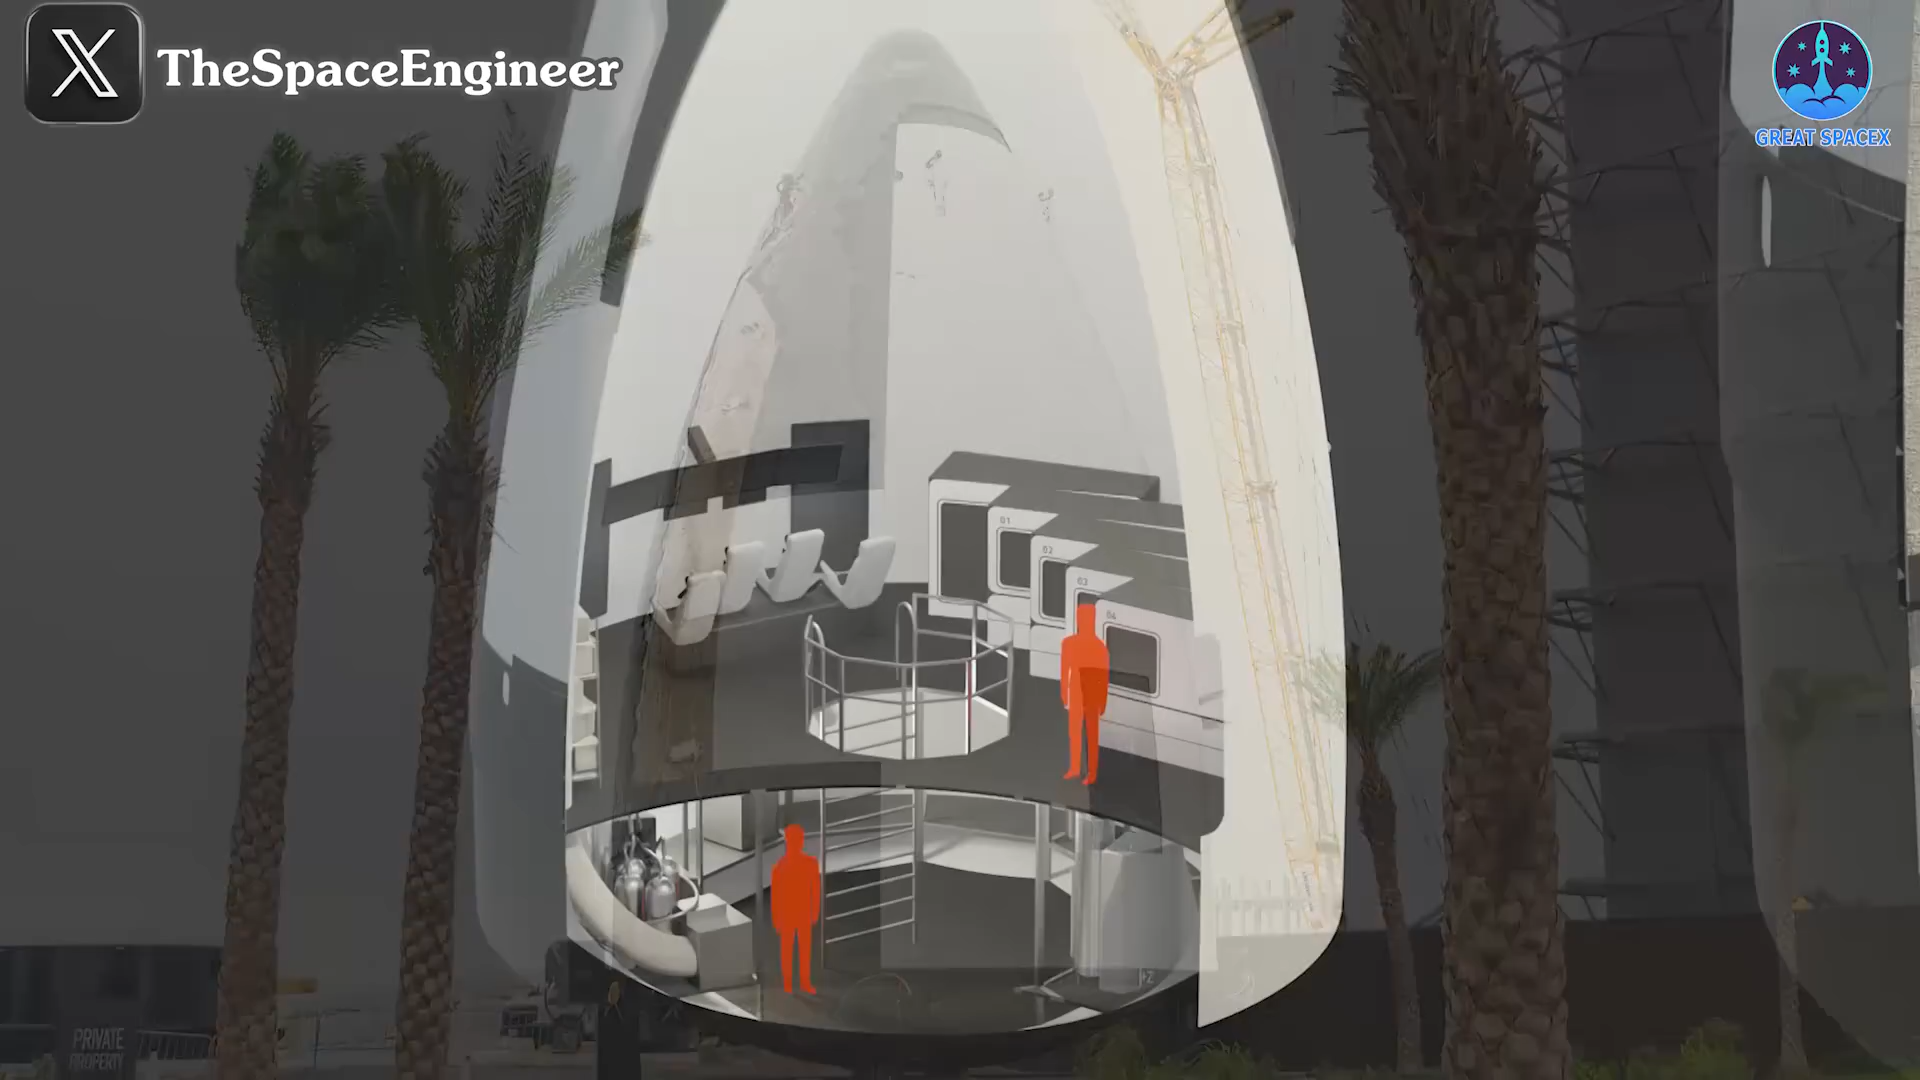 X TheSpaceEngineer
GREAT SPACEX
01
02
03
04
+Z
PRIVATE
PROPERTY